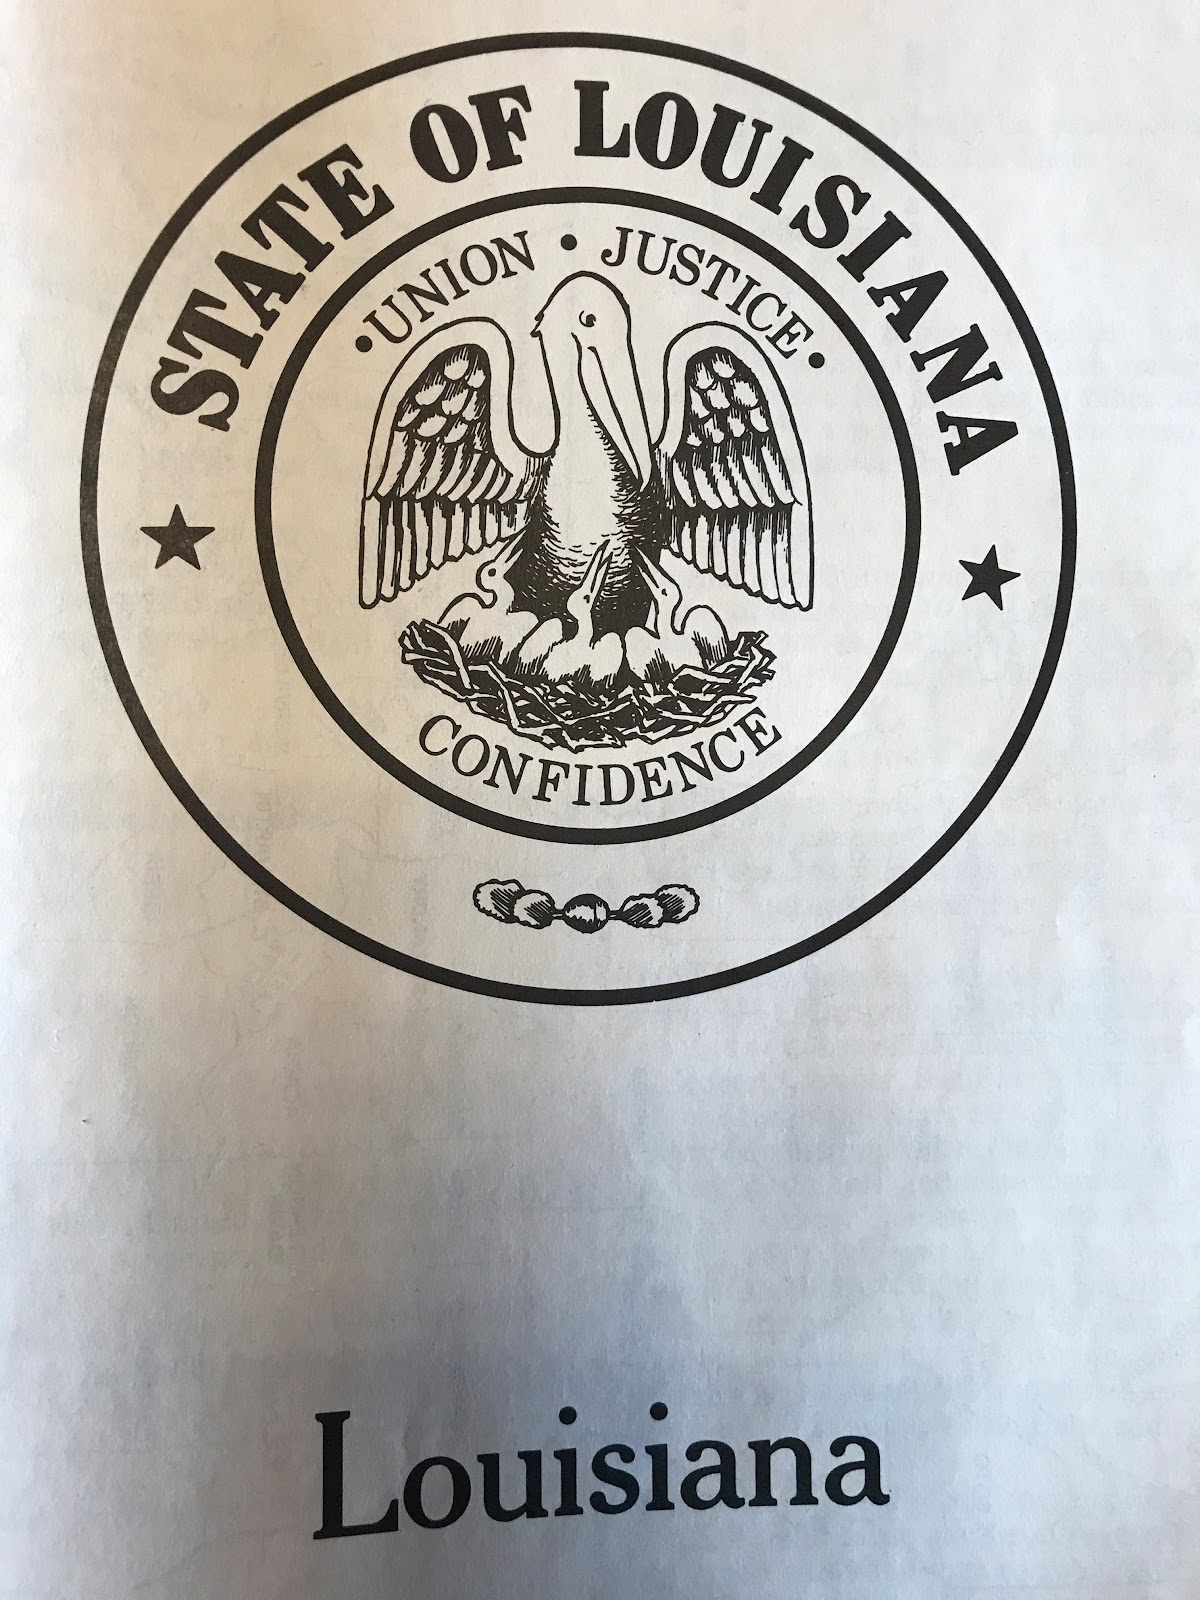 STATE OF LOUISIANA
·UNION · JUSTICE·
CONFIDENCE
Louisiana